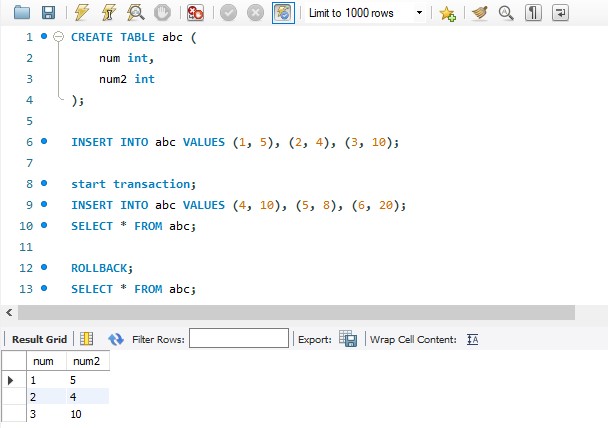 Limit to 1000 rows
1 CREATE TABLE abc (
2 num int,
3 num2 int
4 );
5
6 INSERT INTO abc VALUES (1, 5), (2, 4), (3, 10);
7
8 start transaction;
9 INSERT INTO abc VALUES (4, 10), (5, 8), (6, 20);
10 SELECT * FROM abc;
11
12 ROLLBACK;
13 SELECT * FROM abc;
Result Grid Filter Rows: Export: Wrap Cell Content: IA
num num2
1 5
2 4
3 10